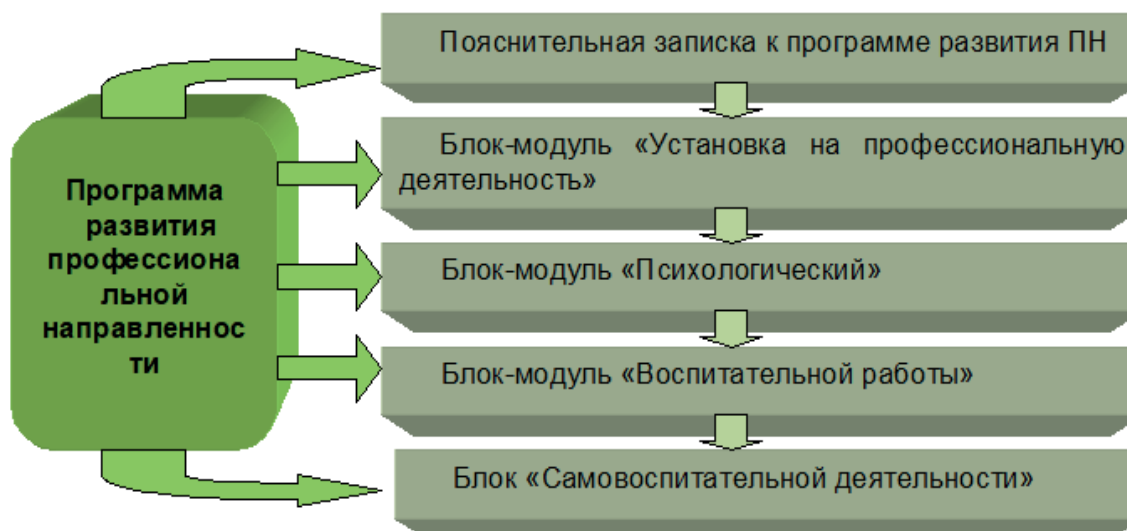 Пояснительная записка к программе развития ПН
Блок-модуль «Установка на профессиональную
деятельность»
Программа
развития
профессиона
льной
направленнос
ти
Блок-модуль «Психологический»
Блок-модуль «Воспитательной работы»
Блок «Самовоспитательной деятельности»